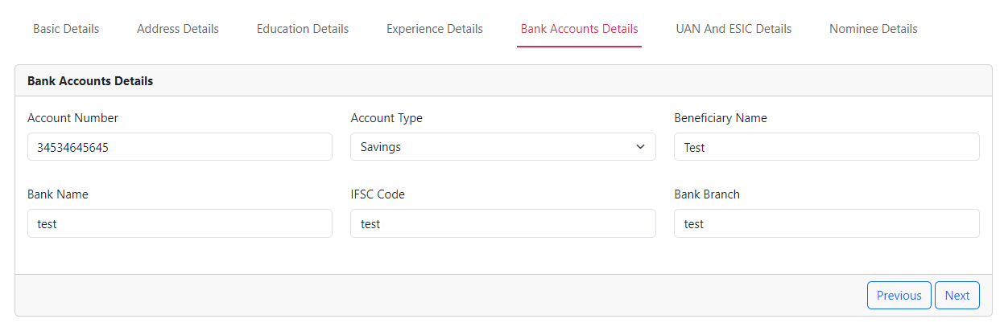 Basic Details Address Details Education Details Experience Details Bank Accounts Details UAN And ESIC Details Nominee Details
Bank Accounts Details
Account Number Account Type Beneficiary Name
34534645645 Savings Test
Bank Name IFSC Code Bank Branch
test test test
Previous Next